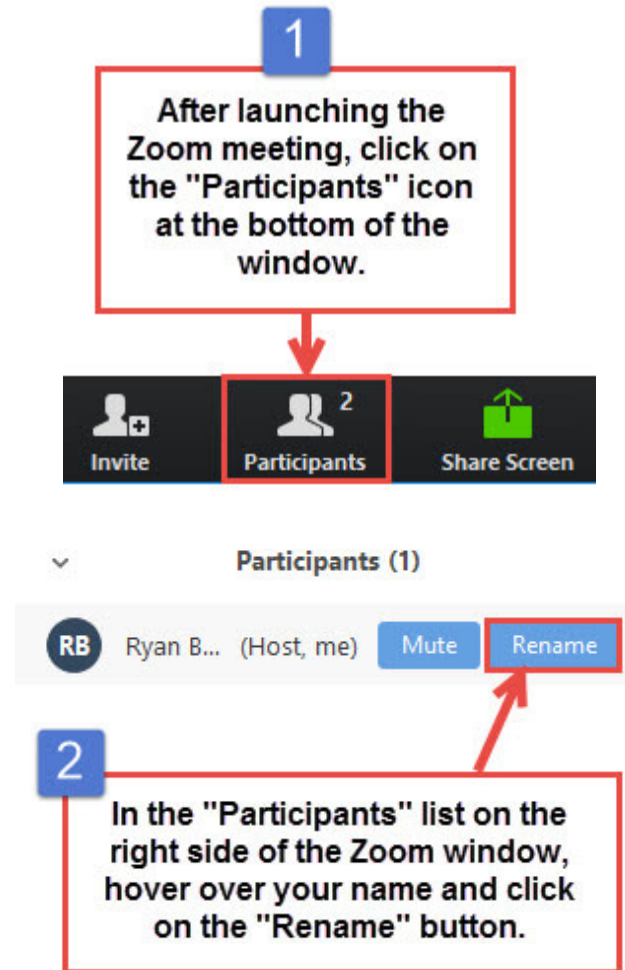 1
After launching the
Zoom meeting, click on
the "Participants" icon
at the bottom of the
window.
2
Invite
Participants
Share Screen
Participants (1)
RB Ryan B... (Host, me) Mute Rename
2
In the "Participants" list on the
right side of the Zoom window,
hover over your name and click
on the "Rename" button.